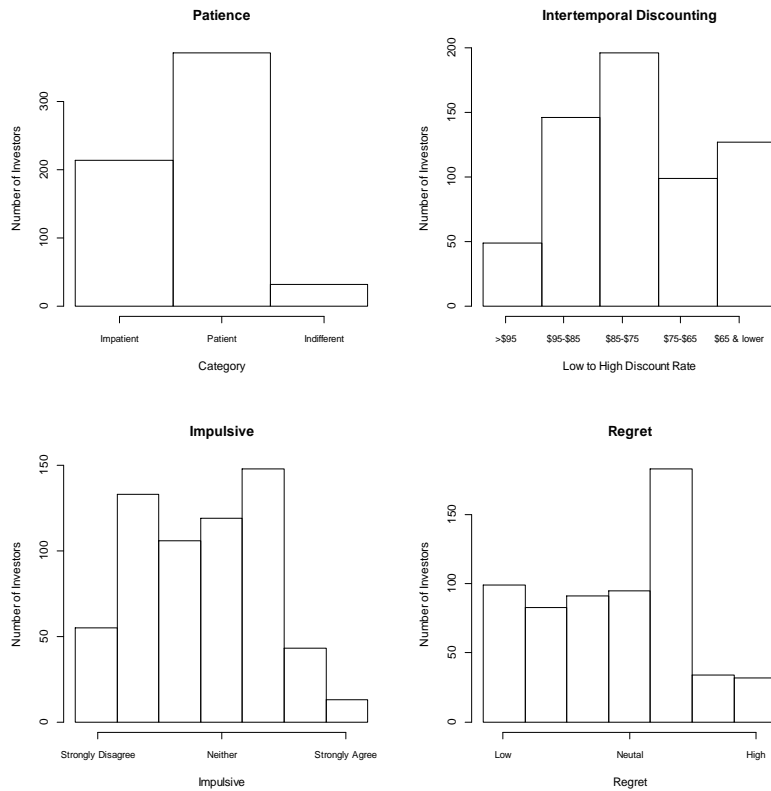 Patience
Number of Investors
0 100 200 300
Impatient Patient Indifferent
Category
Intertemporal Discounting
Number of Investors
0 50 100 150 200
>$95 $95-$85 $85-$75 $75-$65 $65 & lower
Low to High Discount Rate
Impulsive
Number of Investors
0 50 100 150
Strongly Disagree Neither Strongly Agree
Impulsive
Regret
Number of Investors
0 50 100 150
Low Neutal High
Regret